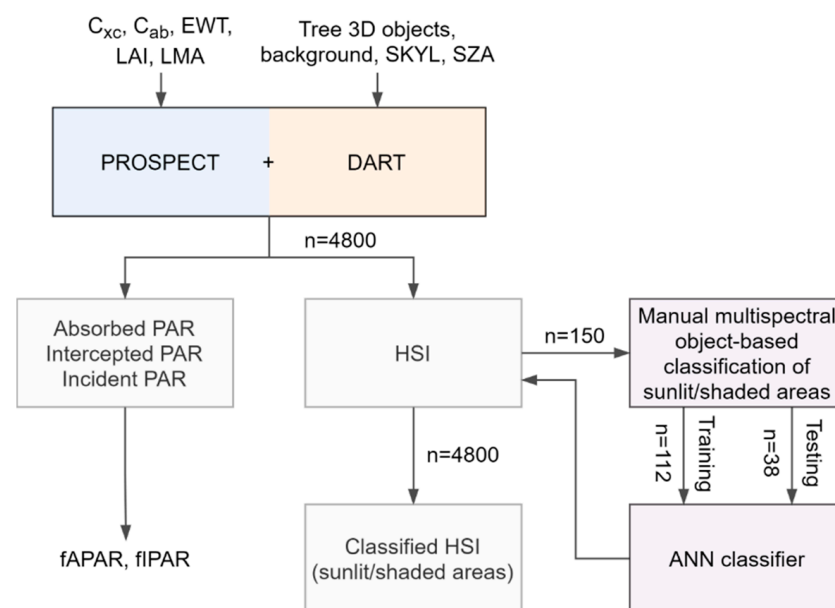 Cxc, Cab, EWT,
LAI, LMA
Tree 3D objects,
background, SKYL, SZA
PROSPECT
+
DART
n=4800
Absorbed PAR
Intercepted PAR
Incident PAR
HSI
n=150
Manual multispectral
object-based
classification of
sunlit/shaded areas
n=4800
n=112
Training
n=38
Testing
fAPAR, fIPAR
Classified HSI
(sunlit/shaded areas)
ANN classifier